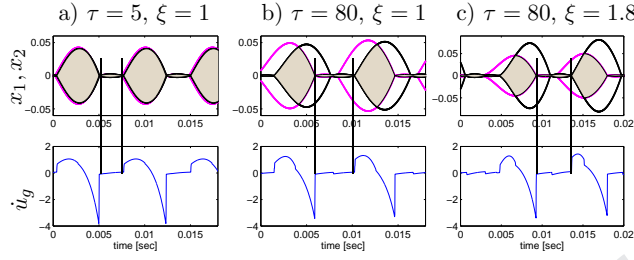 a) τ = 5, ξ = 1
b) τ = 80, ξ = 1
c) τ = 80, ξ = 1.8
x₁, x₂
0.05
0
−0.05
0 0.005 0.01 0.015
0.05
0
−0.05
0 0.005 0.01 0.015
0.05
0
−0.05
0 0.005 0.01 0.015 0.02
u̇_g
2
0
−2
−4
0 0.005 0.01 0.015
time [sec]
2
0
−2
−4
0 0.005 0.01 0.015
time [sec]
2
0
−2
−4
0 0.005 0.01 0.015 0.02
time [sec]